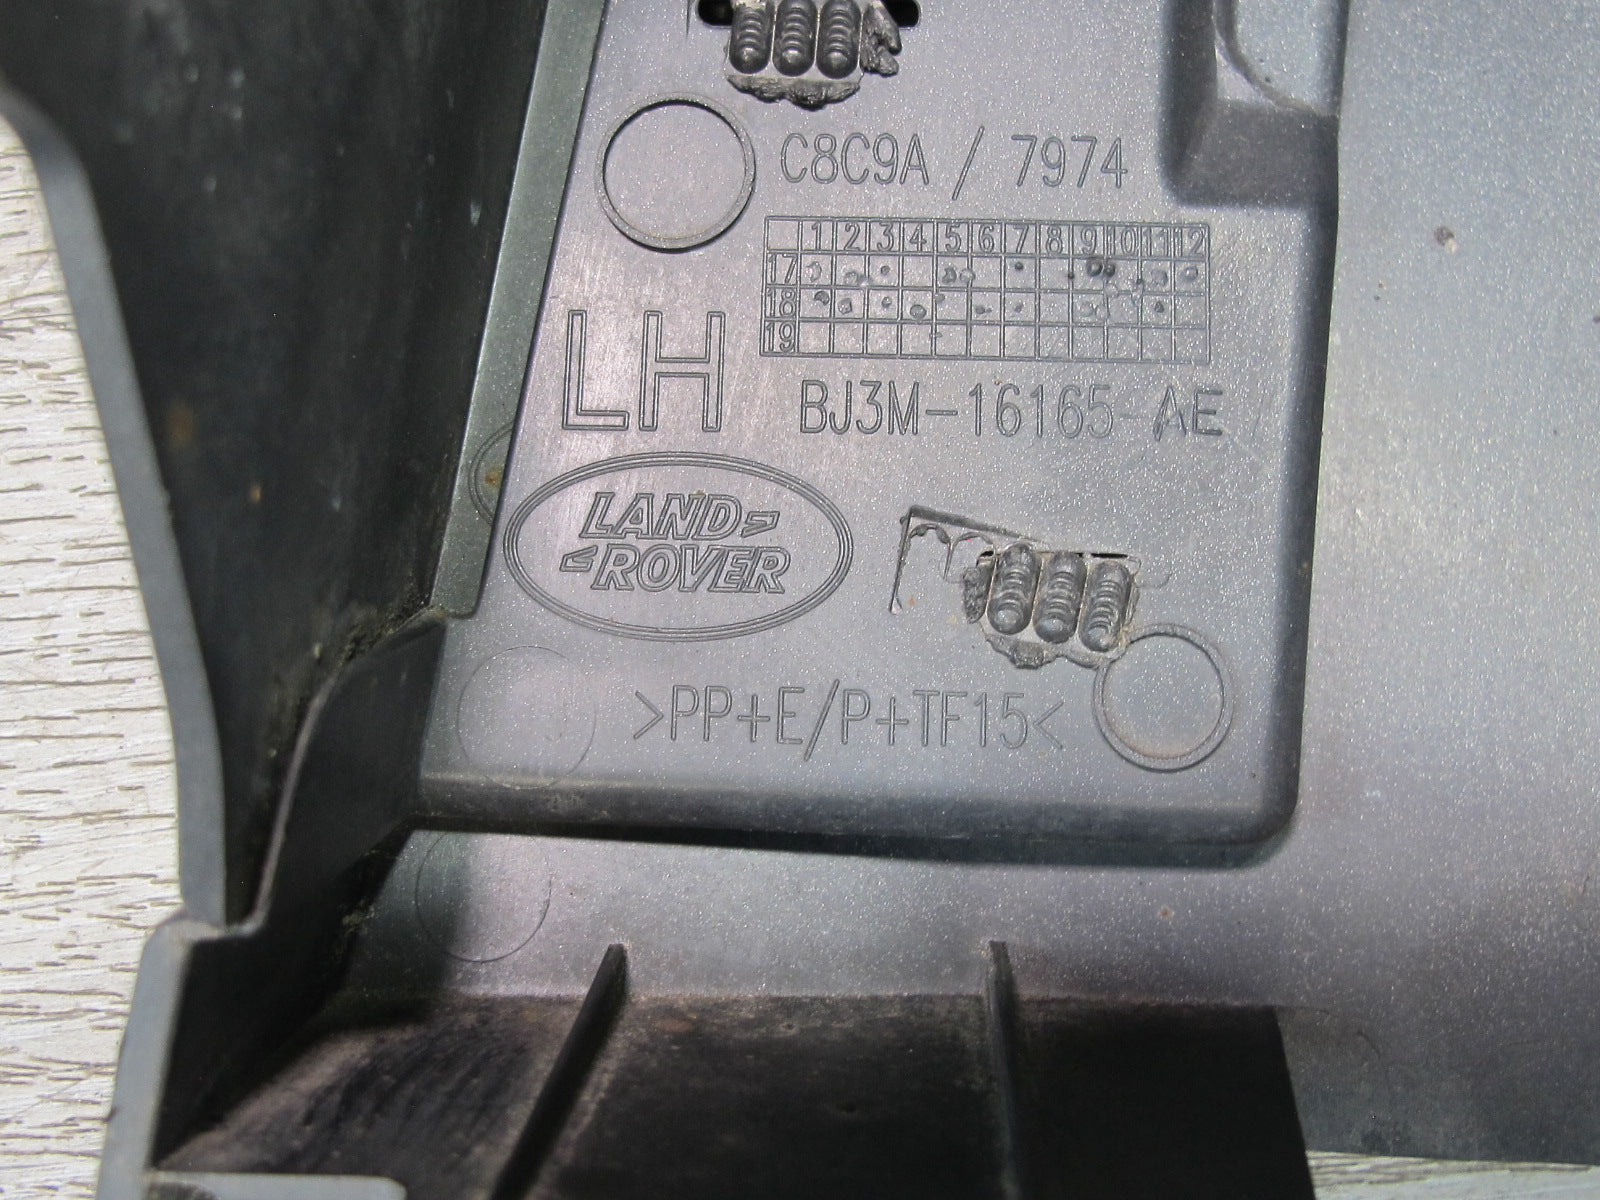 C8C9A / 7974
1 2 3 4 5 6 7 8 9 10 11 12
17
18
19
LH
BJ3M-16165-AE
LAND
ROVER
>PP+E/P+TF15<